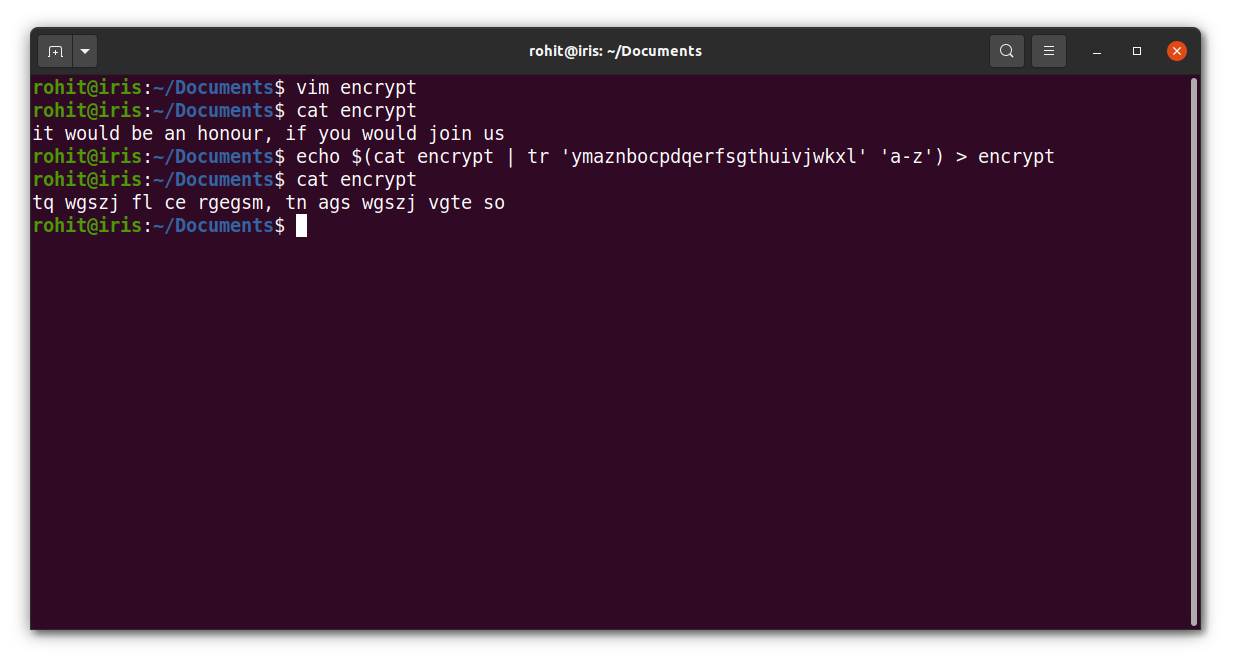 rohit@iris: ~/Documents
rohit@iris:~/Documents$ vim encrypt
rohit@iris:~/Documents$ cat encrypt
it would be an honour, if you would join us
rohit@iris:~/Documents$ echo $(cat encrypt | tr 'ymaznbocpdqerfsgthuivjwkxl' 'a-z') > encrypt
rohit@iris:~/Documents$ cat encrypt
tq wgszj fl ce rgegsm, tn ags wgszj vgte so
rohit@iris:~/Documents$